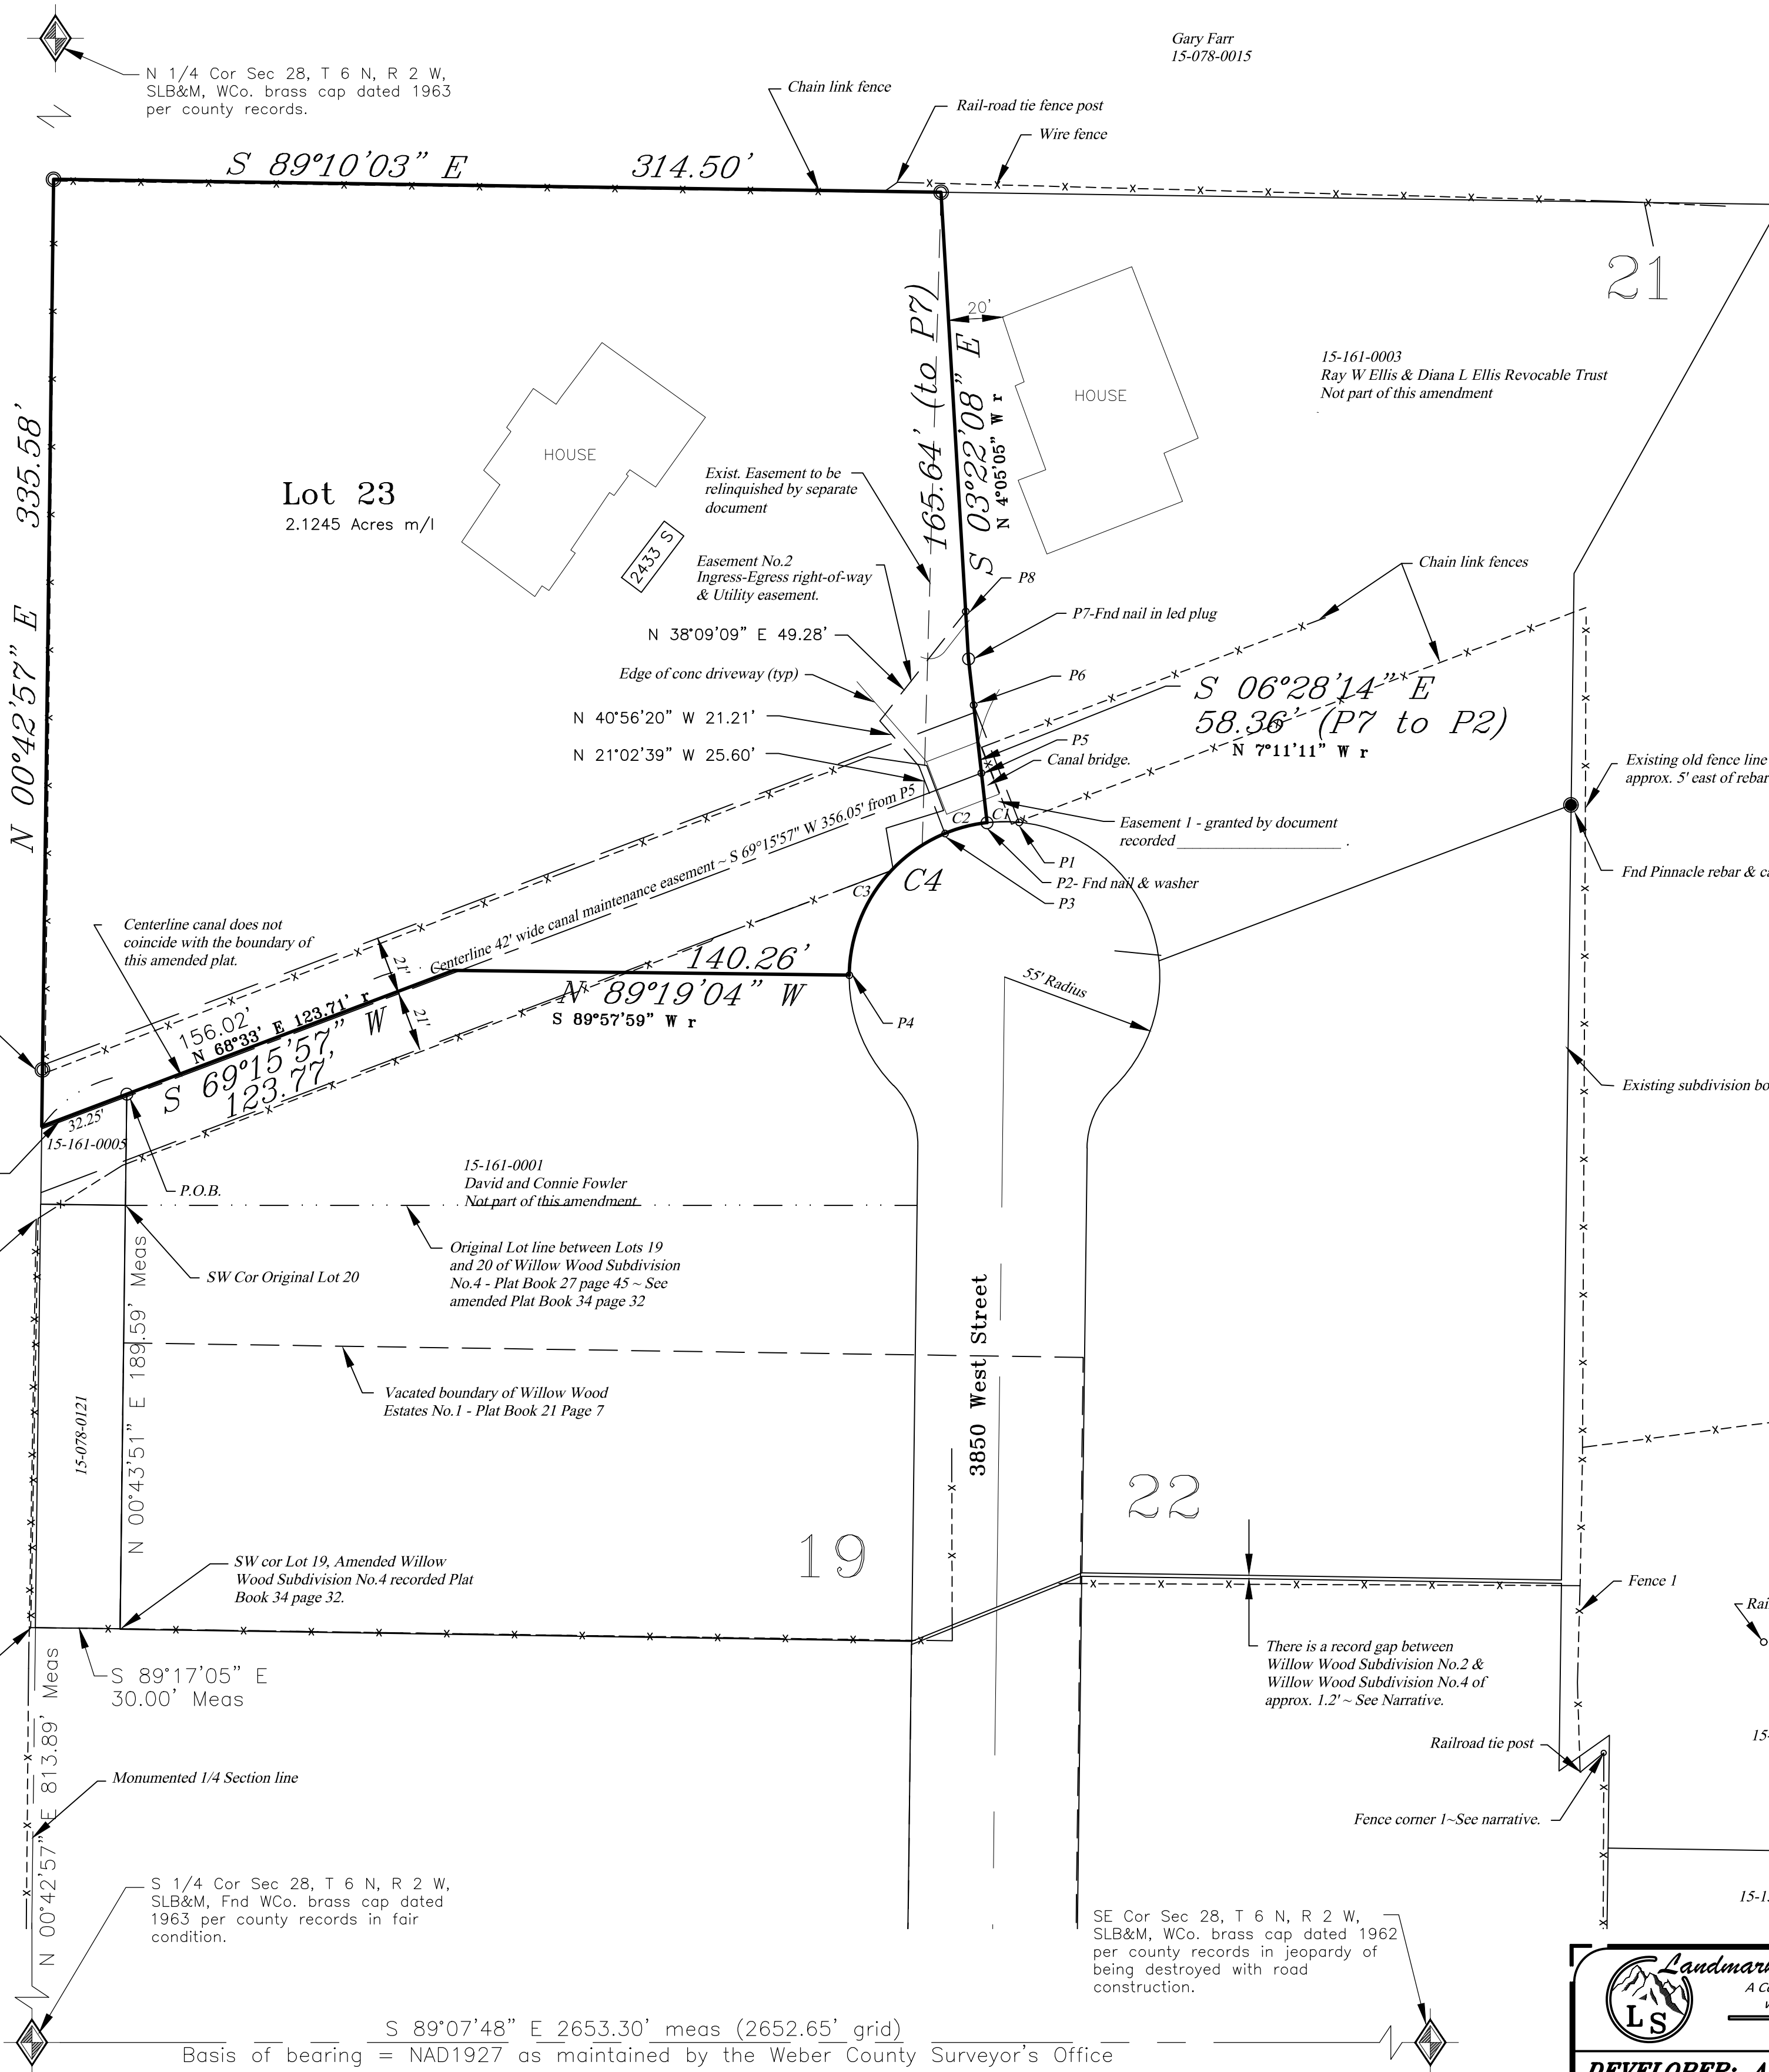 Gary Farr
15-078-0015
N 1/4 Cor Sec 28, T 6 N, R 2 W,
SLB&M, WCo. brass cap dated 1963
per county records.
Chain link fence
Rail-road tie fence post
Wire fence
S 89°10'03" E 314.50'
21
20'
165.64' (to P7)
S 03°22'08" E
N 4°05'05" W r
HOUSE
15-161-0003
Ray W Ellis & Diana L Ellis Revocable Trust
Not part of this amendment
N 00°42'57" E 335.58'
HOUSE
Lot 23
2.1245 Acres m/l
2433 S
Exist. Easement to be
relinquished by separate
document
Easement No.2
Ingress-Egress right-of-way
& Utility easement.
Chain link fences
P8
P7-Fnd nail in led plug
N 38°09'09" E 49.28'
Edge of conc driveway (typ)
P6
S 06°28'14" E
58.36' (P7 to P2)
N 7°11'11" W r
N 40°56'20" W 21.21'
N 21°02'39" W 25.60'
P5
Canal bridge.
Existing old fence line
approx. 5' east of rebar
Easement 1 - granted by document
recorded ____________________ .
C2
C1
P1
P2- Fnd nail & washer
P3
C4
C3
Fnd Pinnacle rebar &
Centerline 42' wide canal maintenance easement ~ S 69°15'57" W 356.05' from P5
Centerline canal does not
coincide with the boundary of
this amended plat.
21'
21'
140.26'
N 89°19'04" W
S 89°57'59" W r
55' Radius
P4
156.02'
N 68°33' E 123.71' r
S 69°15'57" W
123.77'
32.25'
15-161-0005
Existing subdivision
P.O.B.
15-161-0001
David and Connie Fowler
Not part of this amendment
SW Cor Original Lot 20
Original Lot line between Lots 19
and 20 of Willow Wood Subdivision
No.4 - Plat Book 27 page 45 ~ See
amended Plat Book 34 page 32
N 00°43'51" E 189.59' Meas
3850 West Street
Vacated boundary of Willow Wood
Estates No.1 - Plat Book 21 Page 7
15-078-0121
22
19
SW cor Lot 19, Amended Willow
Wood Subdivision No.4 recorded Plat
Book 34 page 32.
Fence 1
There is a record gap between
Willow Wood Subdivision No.2 &
Willow Wood Subdivision No.4 of
approx. 1.2' ~ See Narrative.
S 89°17'05" E
30.00' Meas
Railroad tie post
N 00°42'57" E 813.89' Meas
Monumented 1/4 Section line
Fence corner 1~See narrative.
S 1/4 Cor Sec 28, T 6 N, R 2 W,
SLB&M, Fnd WCo. brass cap dated
1963 per county records in fair
condition.
SE Cor Sec 28, T 6 N, R 2 W,
SLB&M, WCo. brass cap dated 1962
per county records in jeopardy of
being destroyed with road
construction.
S 89°07'48" E 2653.30' meas (2652.65' grid)
Basis of bearing = NAD1927 as maintained by the Weber County Surveyor's Office
LS
DEVELOPER: